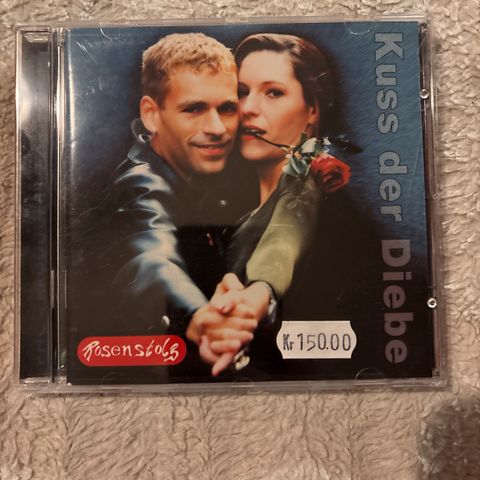 Kuss der Diebe
Rosenstolz
Kr 150.00